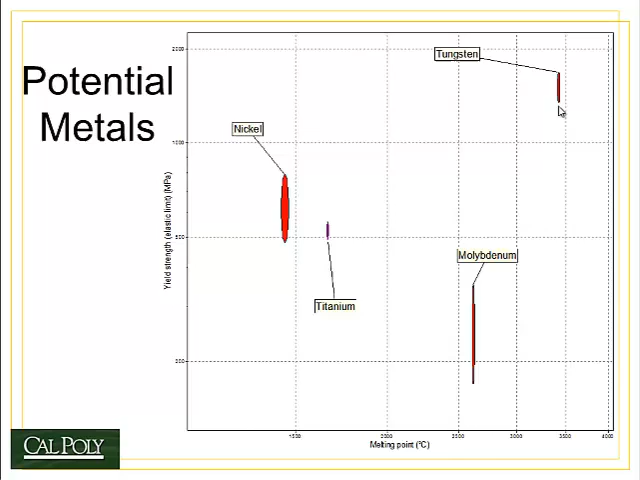 Potential
Metals
2000
Tungsten
Nickel
1000
Yield strength (elastic limit) (MPa)
500
Molybdenum
Titanium
200
1500
2000
2500
3000
3500
4000
Melting point (°C)
CAL POLY